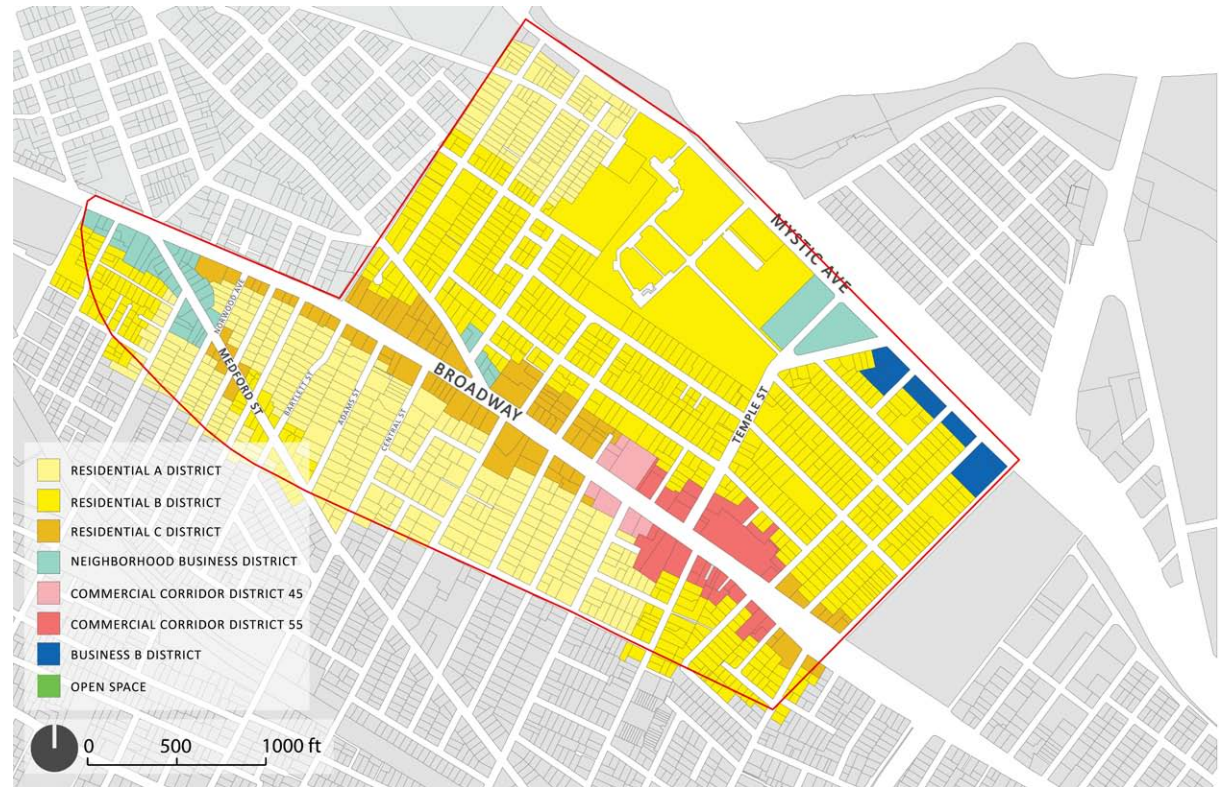 MYSTIC AVE
NORWOOD AVE
MEDFORD ST
BARTLETT ST
ADAMS ST
CENTRAL ST
BROADWAY
TEMPLE ST
RESIDENTIAL A DISTRICT
RESIDENTIAL B DISTRICT
RESIDENTIAL C DISTRICT
NEIGHBORHOOD BUSINESS DISTRICT
COMMERCIAL CORRIDOR DISTRICT 45
COMMERCIAL CORRIDOR DISTRICT 55
BUSINESS B DISTRICT
OPEN SPACE
0 500 1000 ft